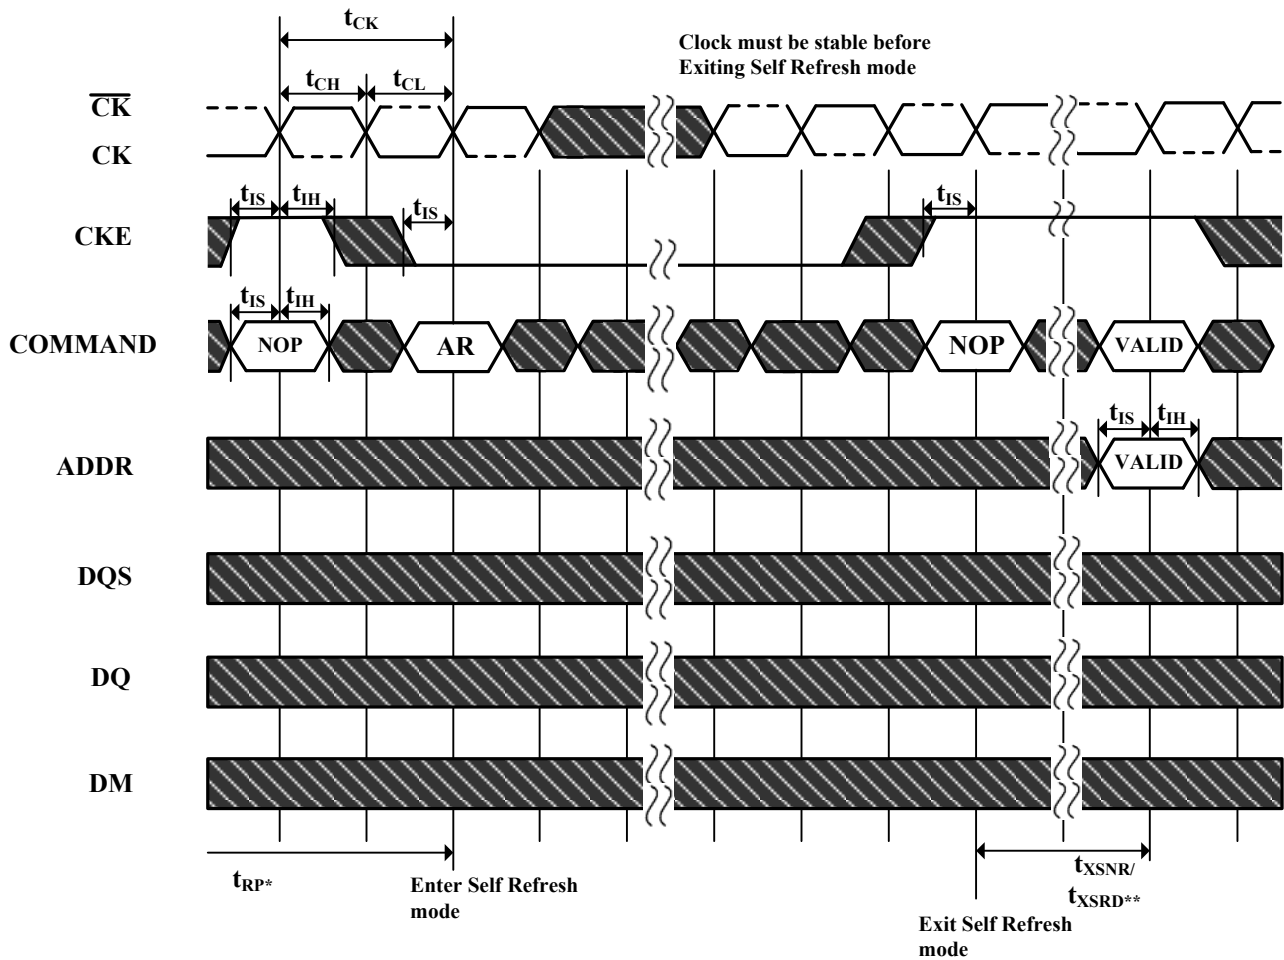 tCK
Clock must be stable before
Exiting Self Refresh mode
tCH
tCL
CK
CK
tIS
tIH
tIS
tIS
CKE
tIS
tIH
COMMAND
NOP
AR
NOP
VALID
tIS
tIH
ADDR
VALID
DQS
DQ
DM
tRP*
Enter Self Refresh
mode
tXSNR/
tXSRD**
Exit Self Refresh
mode